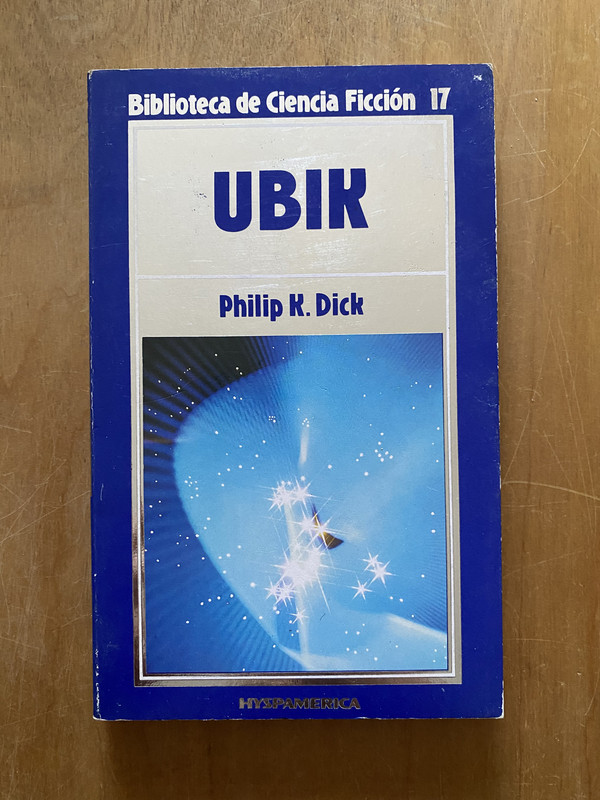 Biblioteca de Ciencia Ficción 17
UBIK
Philip K. Dick
HYSPAMERICA